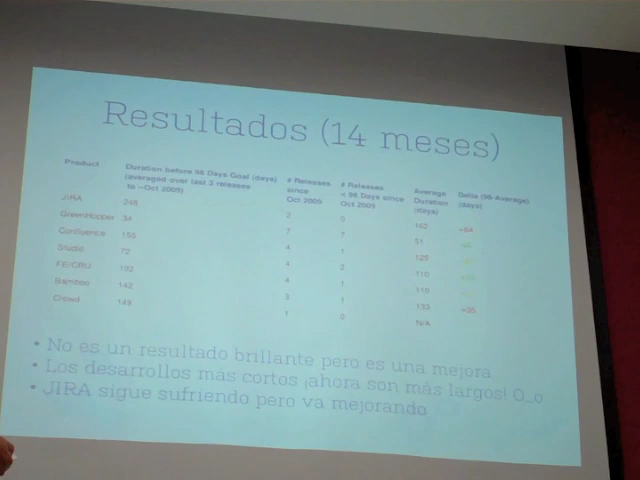 Resultados (14 meses)
Product Duration before 98 Days Goal (days) # Releases # Releases Average Delta (98-Average)
(averaged over last 3 releases since < 98 Days since Duration (days)
to ~Oct 2009) Oct 2009 Oct 2009 (days)
JIRA 248 2 0 162 -64
GreenHopper 34 7 7 51
Confluence 155 4 1 125
Studio 72 4 2 110
FE/CRU 192 4 1 110
Bamboo 142 3 1 133 -35
Crowd 149 1 0 N/A
• No es un resultado brillante pero es una mejora
• Los desarrollos más cortos ¡ahora son más largos! O_o
• JIRA sigue sufriendo pero va mejorando